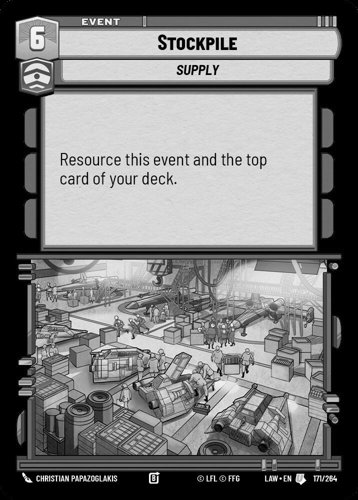 EVENT
6
STOCKPILE
SUPPLY
Resource this event and the top
card of your deck.
CHRISTIAN PAPAZOGLAKIS
© LFL © FFG
LAW • EN
171/264